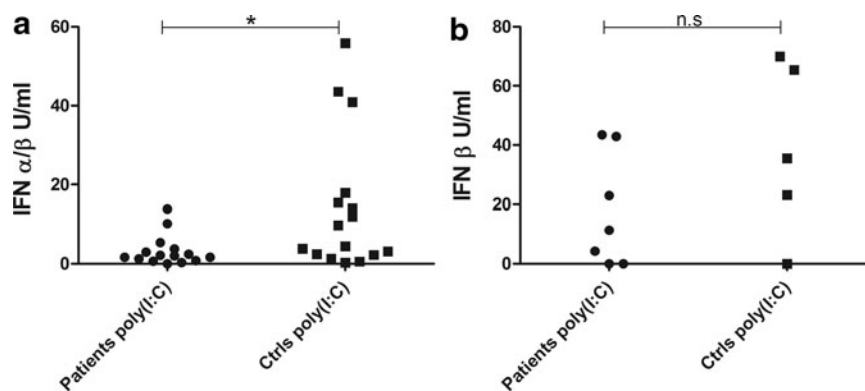 a
*
IFN α/β U/ml
60
40
20
0
Patients poly(I:C)
Ctrls poly(I:C)
b
n.s
IFN β U/ml
80
60
40
20
0
Patients poly(I:C)
Ctrls poly(I:C)